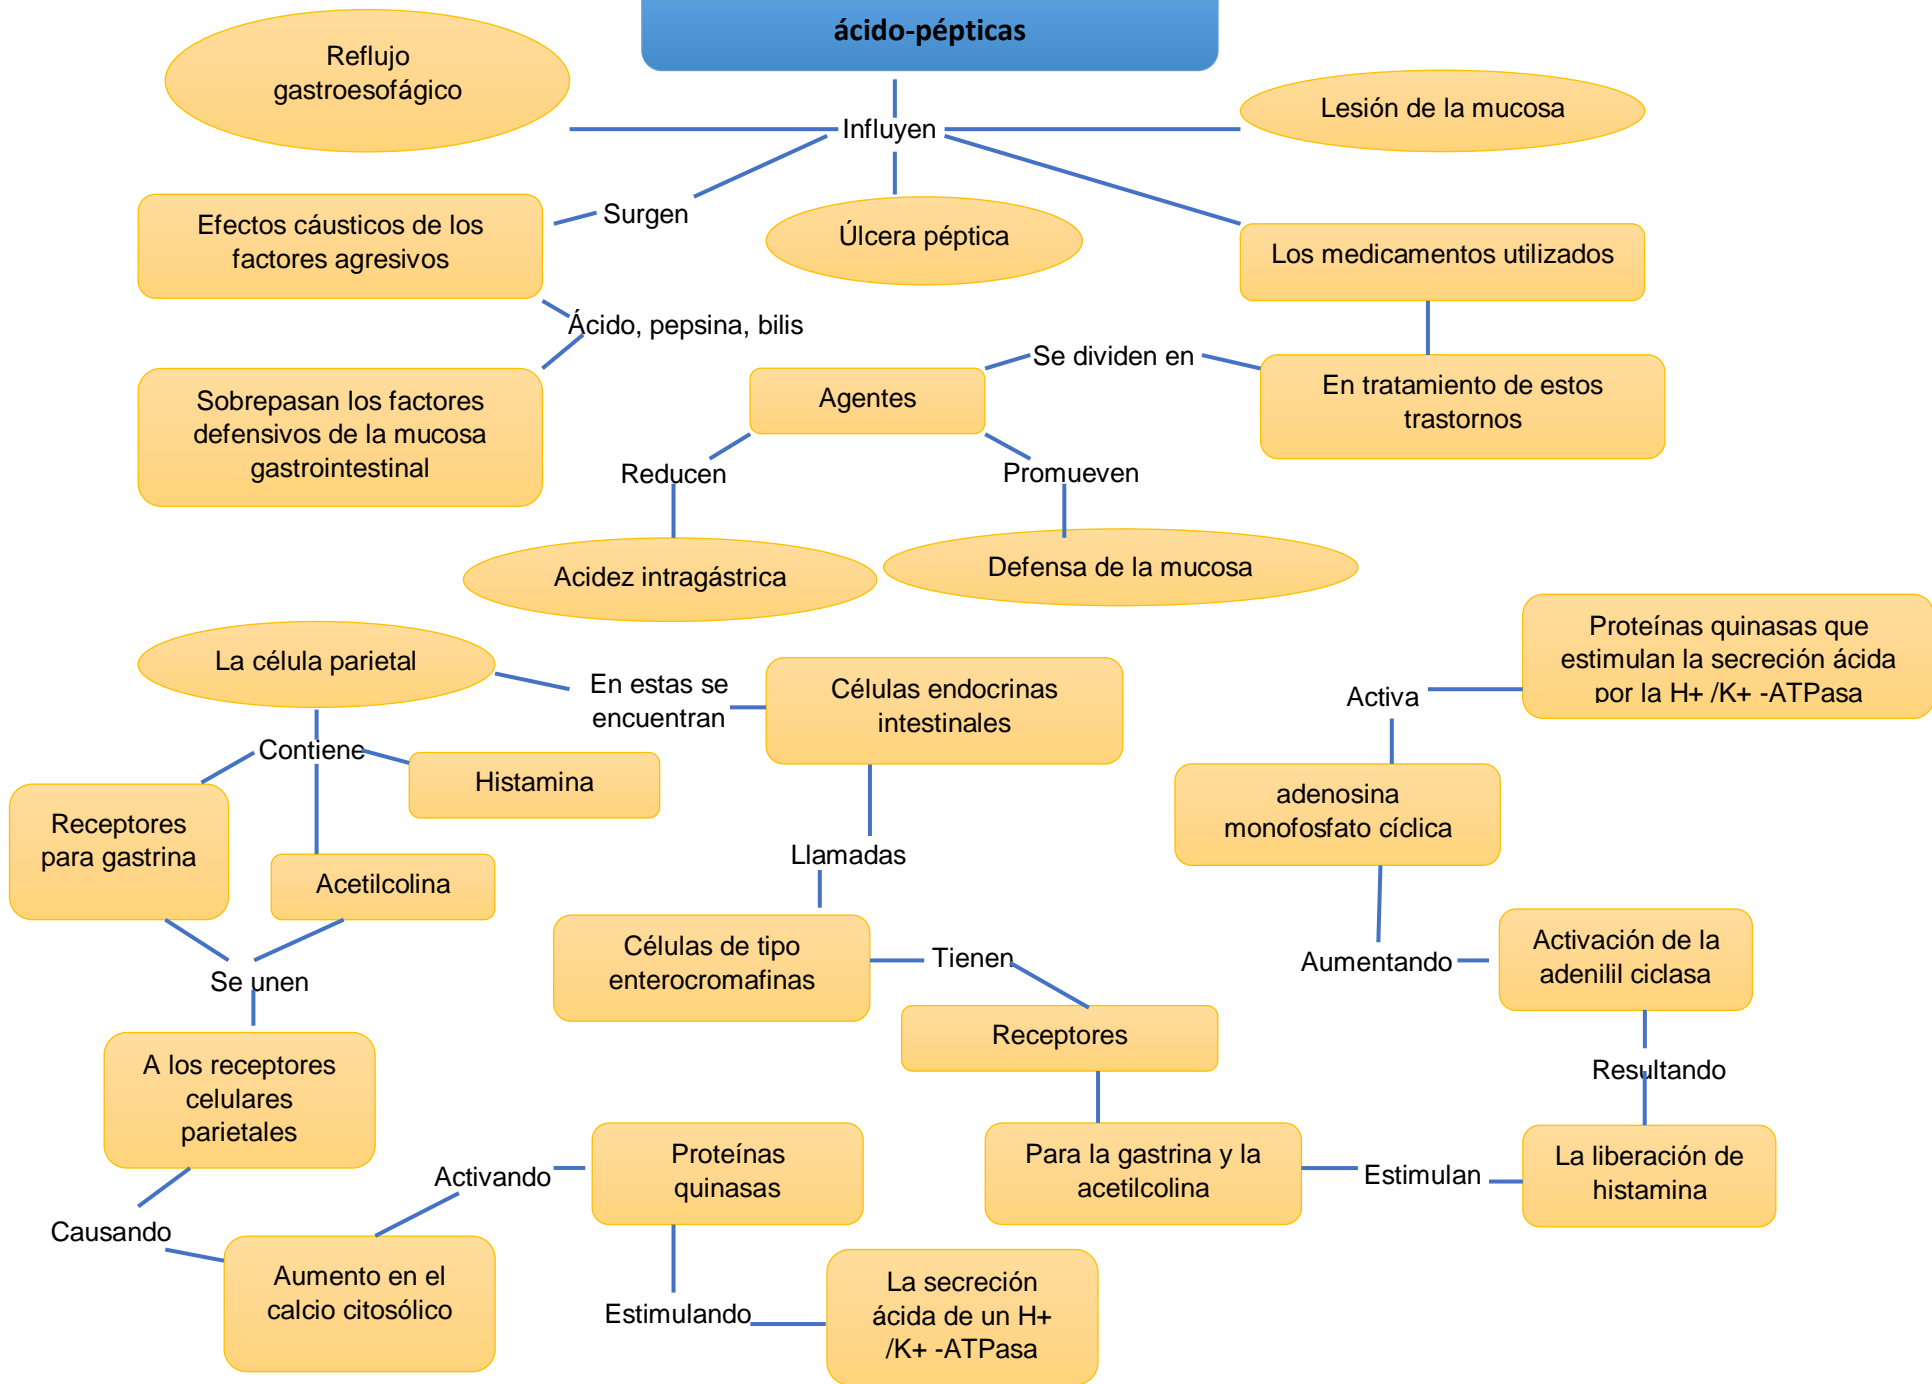 ácido-pépticas
Reflujo
gastroesofágico
Influyen
Lesión de la mucosa
Surgen
Efectos cáusticos de los
factores agresivos
Úlcera péptica
Los medicamentos utilizados
Ácido, pepsina, bilis
Se dividen en
Sobrepasan los factores
defensivos de la mucosa
gastrointestinal
Agentes
En tratamiento de estos
trastornos
Reducen
Promueven
Acidez intragástrica
Defensa de la mucosa
La célula parietal
En estas se
encuentran
Células endocrinas
intestinales
Activa
Proteínas quinasas que
estimulan la secreción ácida
por la H+ /K+ -ATPasa
Contiene
Histamina
Receptores
para gastrina
Acetilcolina
Llamadas
adenosina
monofosfato cíclica
Se unen
Células de tipo
enterocromafinas
Tienen
Aumentando
Activación de la
adenilil ciclasa
Receptores
A los receptores
celulares
parietales
Resultando
Causando
Activando
Proteínas
quinasas
Para la gastrina y la
acetilcolina
Estimulan
La liberación de
histamina
Aumento en el
calcio citosólico
Estimulando
La secreción
ácida de un H+
/K+ -ATPasa